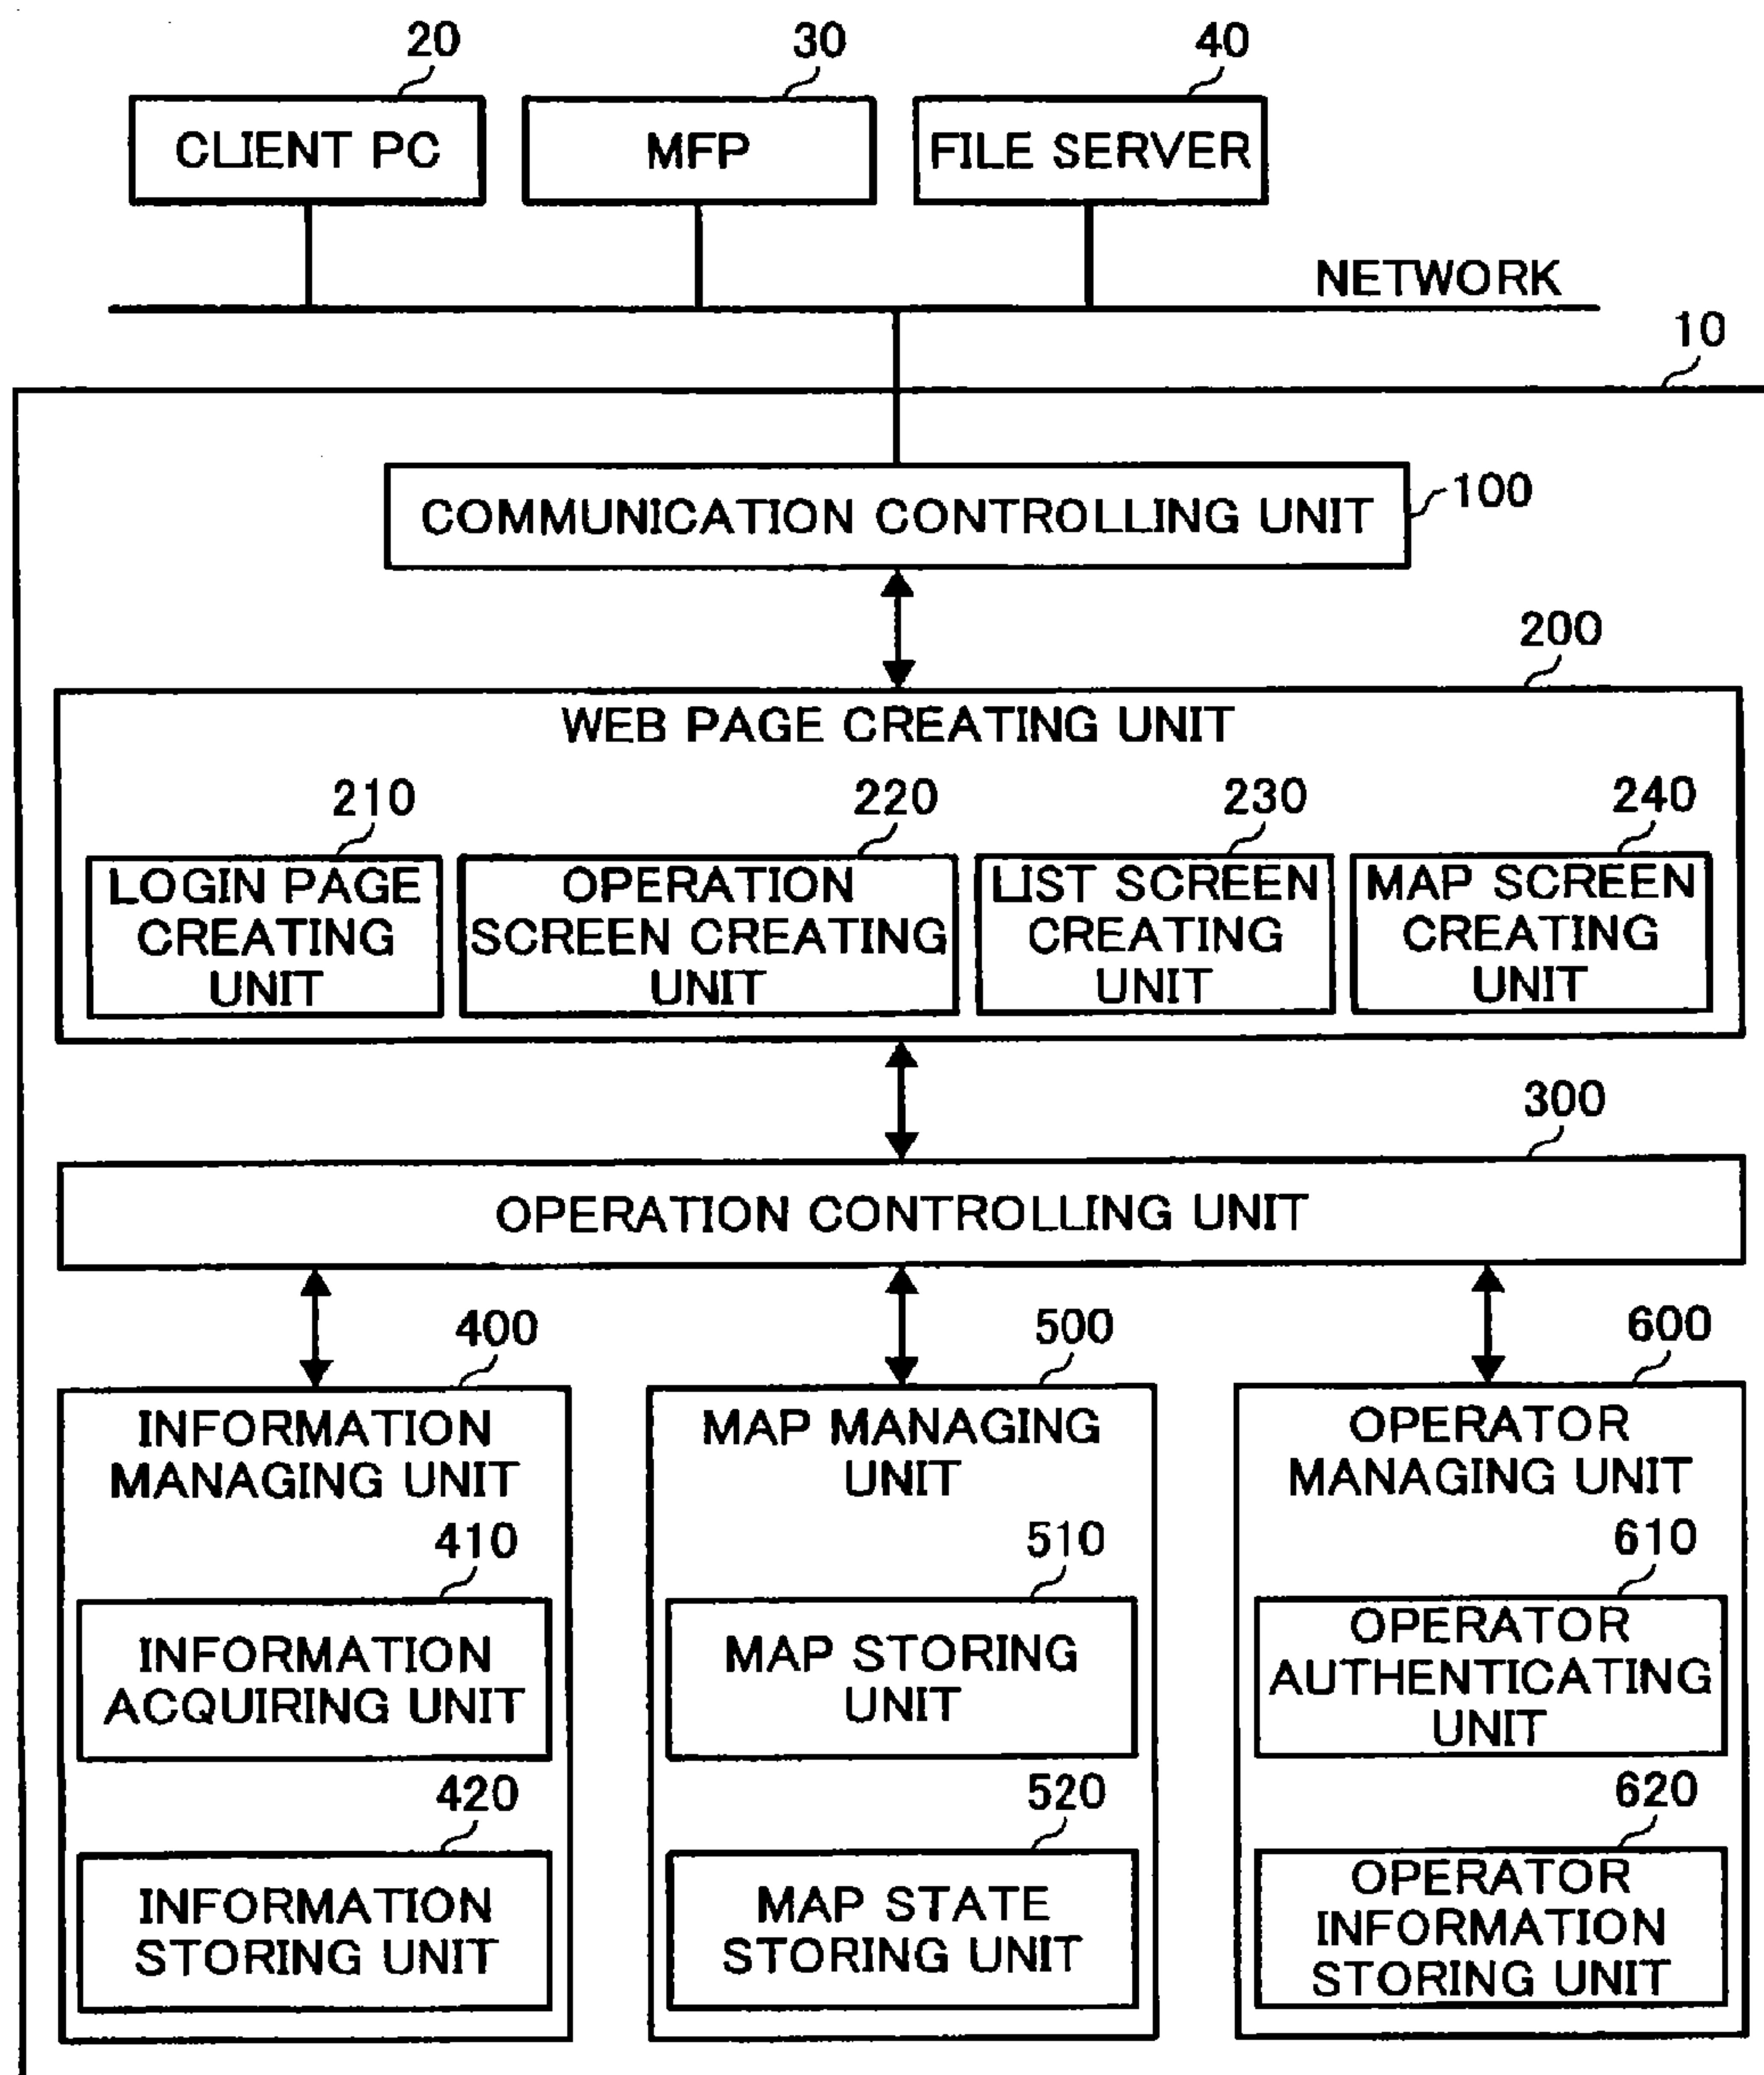 20
30
40
CLIENT PC
MFP
FILE SERVER
NETWORK
10
COMMUNICATION CONTROLLING UNIT
100
200
WEB PAGE CREATING UNIT
210
220
230
240
LOGIN PAGE
CREATING
UNIT
OPERATION
SCREEN CREATING
UNIT
LIST SCREEN
CREATING
UNIT
MAP SCREEN
CREATING
UNIT
300
OPERATION CONTROLLING UNIT
400
500
600
INFORMATION
MANAGING UNIT
MAP MANAGING
UNIT
OPERATOR
MANAGING UNIT
410
510
610
INFORMATION
ACQUIRING UNIT
MAP STORING
UNIT
OPERATOR
AUTHENTICATING
UNIT
420
520
620
INFORMATION
STORING UNIT
MAP STATE
STORING UNIT
OPERATOR
INFORMATION
STORING UNIT